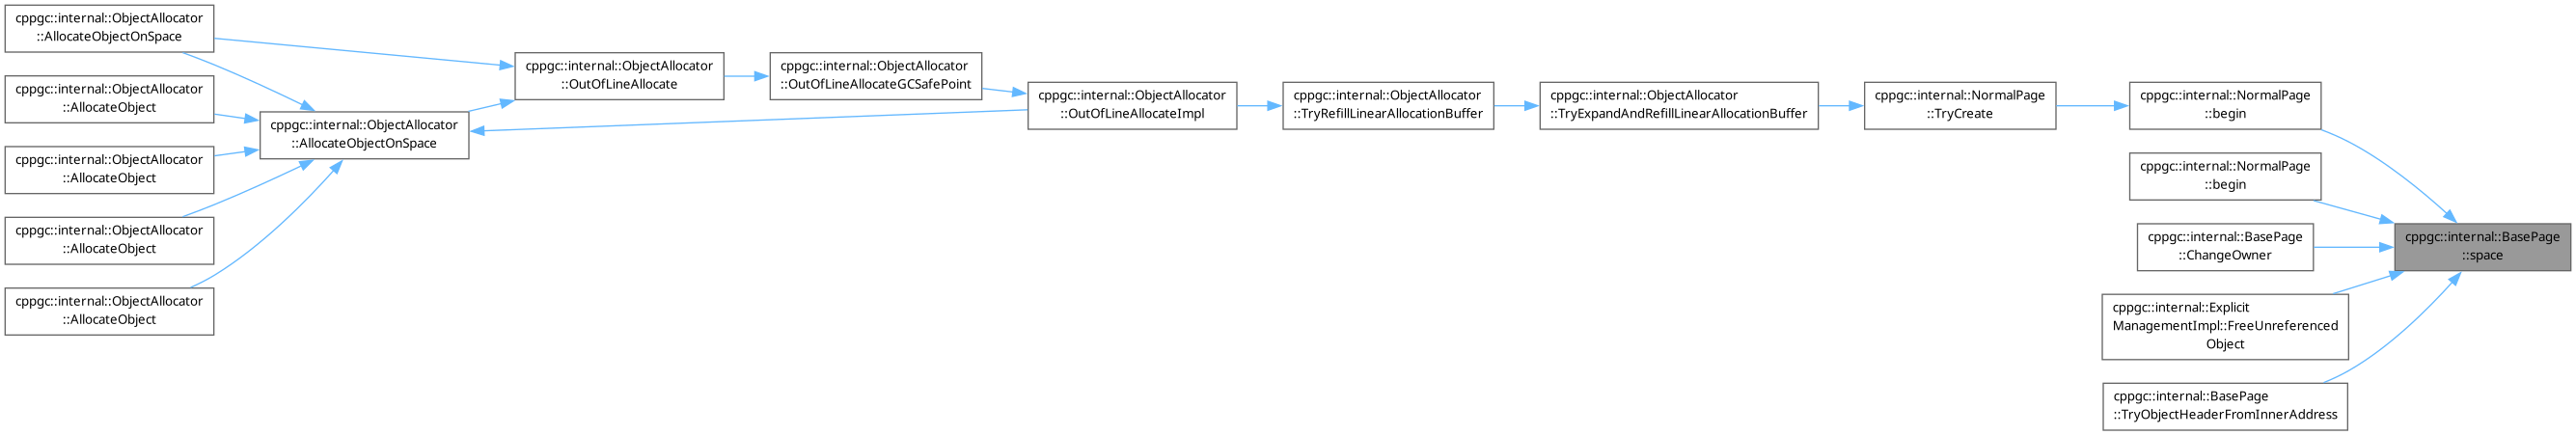 cppgc::internal::ObjectAllocator
::AllocateObjectOnSpace
cppgc::internal::ObjectAllocator
::AllocateObject
cppgc::internal::ObjectAllocator
::AllocateObject
cppgc::internal::ObjectAllocator
::AllocateObject
cppgc::internal::ObjectAllocator
::AllocateObject
cppgc::internal::ObjectAllocator
::AllocateObjectOnSpace
cppgc::internal::ObjectAllocator
::OutOfLineAllocate
cppgc::internal::ObjectAllocator
::OutOfLineAllocateGCSafePoint
cppgc::internal::ObjectAllocator
::OutOfLineAllocateImpl
cppgc::internal::ObjectAllocator
::TryRefillLinearAllocationBuffer
cppgc::internal::ObjectAllocator
::TryExpandAndRefillLinearAllocationBuffer
cppgc::internal::NormalPage
::TryCreate
cppgc::internal::NormalPage
::begin
cppgc::internal::NormalPage
::begin
cppgc::internal::BasePage
::ChangeOwner
cppgc::internal::Explicit
ManagementImpl::FreeUnreferenced
Object
cppgc::internal::BasePage
::TryObjectHeaderFromInnerAddress
cppgc::internal::BasePage
::space